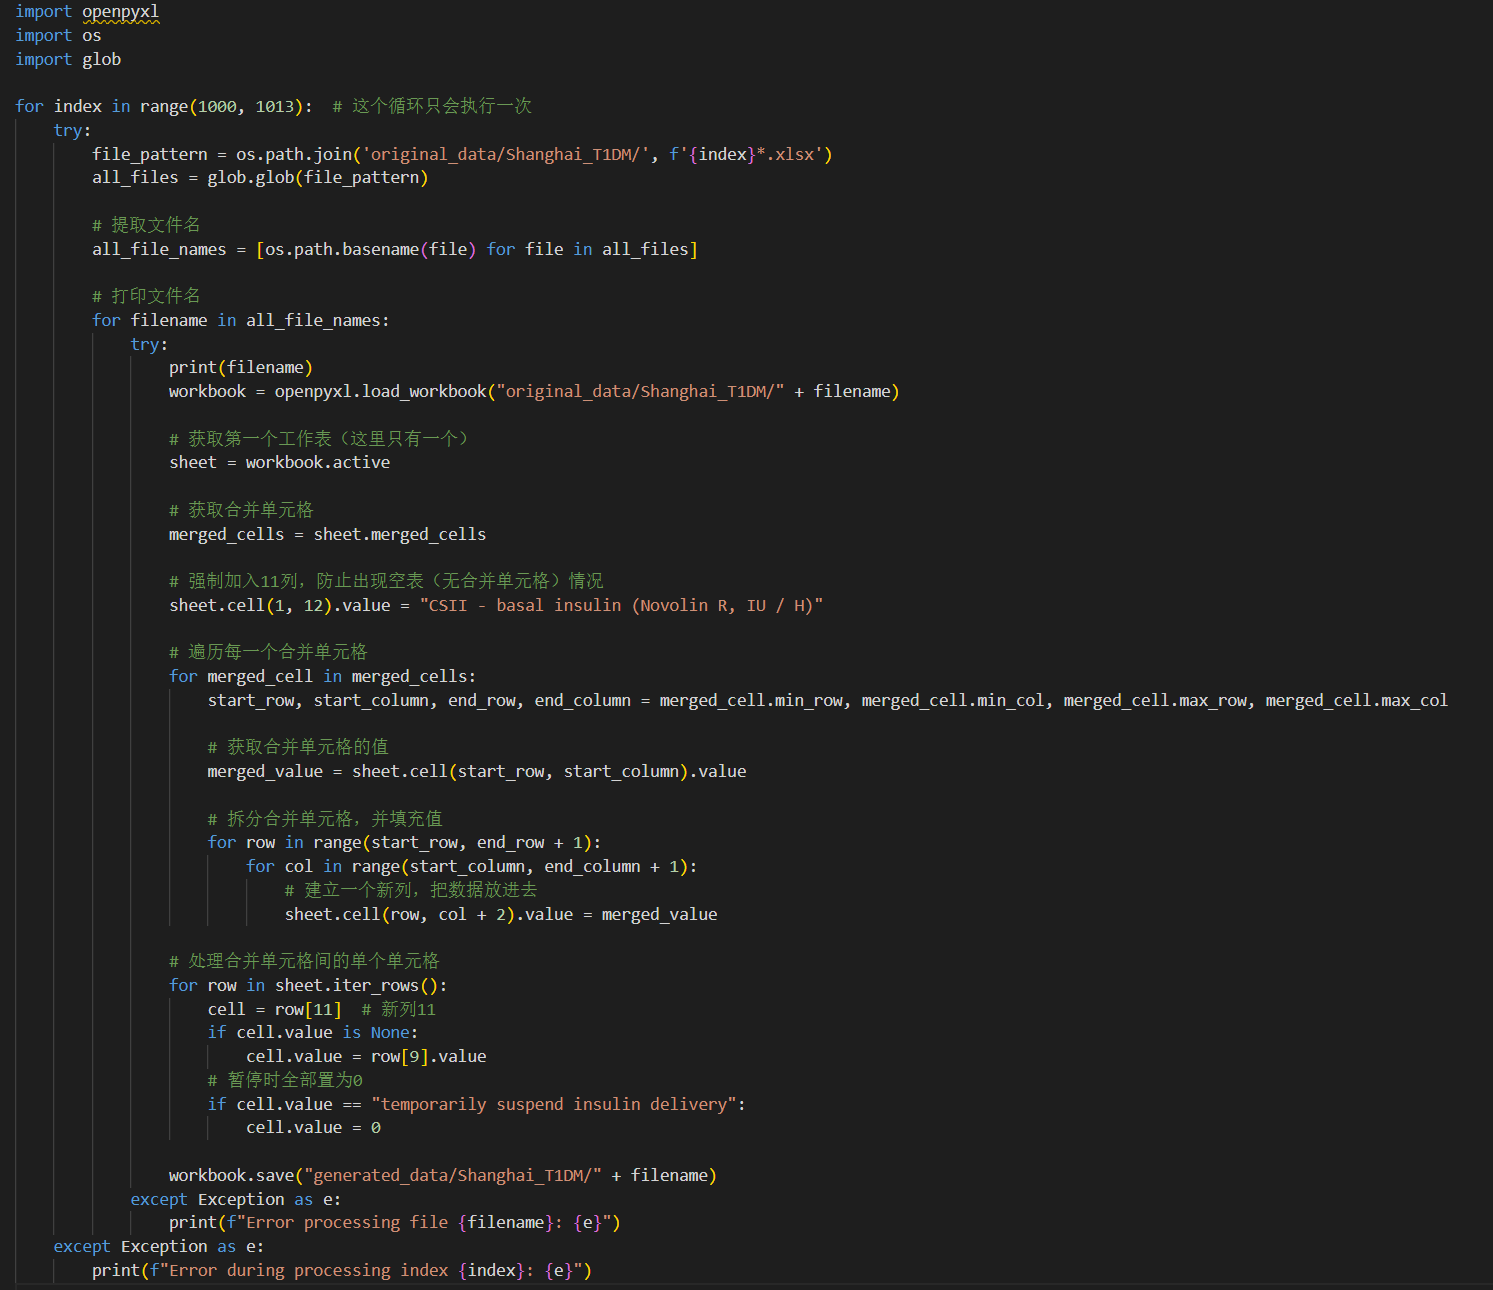 import openpyxl
import os
import glob
for index in range(1000, 1013):  # 这个循环只会执行一次
    try:
        file_pattern = os.path.join('original_data/Shanghai_T1DM/', f'{index}*.xlsx')
        all_files = glob.glob(file_pattern)
        # 提取文件名
        all_file_names = [os.path.basename(file) for file in all_files]
        # 打印文件名
        for filename in all_file_names:
            try:
                print(filename)
                workbook = openpyxl.load_workbook("original_data/Shanghai_T1DM/" + filename)
                # 获取第一个工作表（这里只有一个）
                sheet = workbook.active
                # 获取合并单元格
                merged_cells = sheet.merged_cells
                # 强制加入11列，防止出现空表（无合并单元格）情况
                sheet.cell(1, 12).value = "CSII - basal insulin (Novolin R, IU / H)"
                # 遍历每一个合并单元格
                for merged_cell in merged_cells:
                    start_row, start_column, end_row, end_column = merged_cell.min_row, merged_cell.min_col, merged_cell.max_row, merged_cell.max_col
                    # 获取合并单元格的值
                    merged_value = sheet.cell(start_row, start_column).value
                    # 拆分合并单元格，并填充值
                    for row in range(start_row, end_row + 1):
                        for col in range(start_column, end_column + 1):
                            # 建立一个新列，把数据放进去
                            sheet.cell(row, col + 2).value = merged_value
                # 处理合并单元格间的单个单元格
                for row in sheet.iter_rows():
                    cell = row[11]  # 新列11
                    if cell.value is None:
                        cell.value = row[9].value
                    # 暂停时全部置为0
                    if cell.value == "temporarily suspend insulin delivery":
                        cell.value = 0
                workbook.save("generated_data/Shanghai_T1DM/" + filename)
            except Exception as e:
                print(f"Error processing file {filename}: {e}")
    except Exception as e:
        print(f"Error during processing index {index}: {e}")